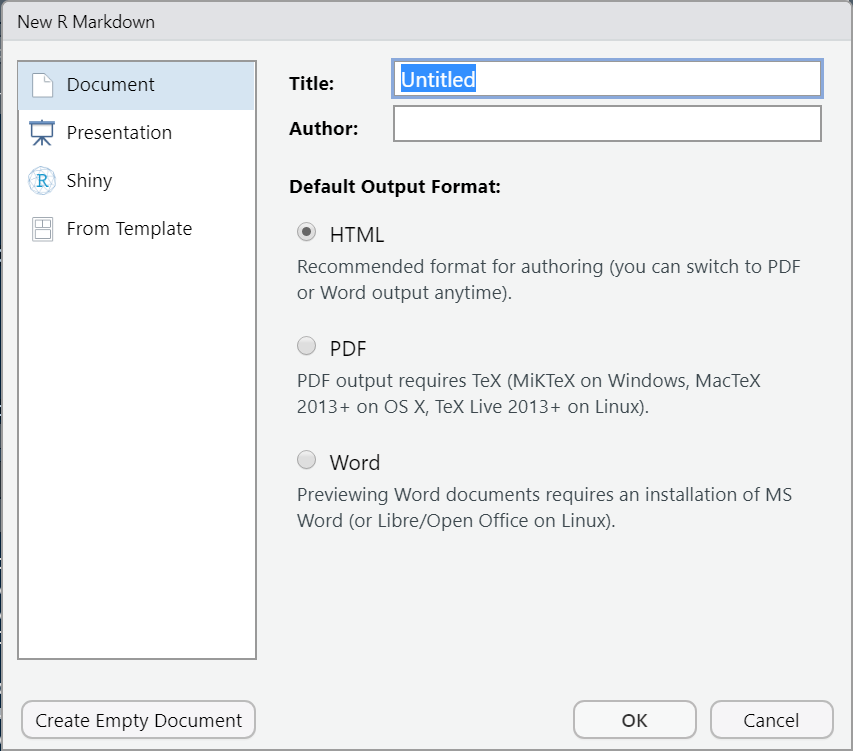 New R Markdown
Document
Presentation
R
Shiny
From Template
Title:
Untitled
Author:
Default Output Format:
HTML
Recommended format for authoring (you can switch to PDF
or Word output anytime).
PDF
PDF output requires TeX (MiKTeX on Windows, MacTeX
2013+ on OS X, TeX Live 2013+ on Linux).
Word
Previewing Word documents requires an installation of MS
Word (or Libre/Open Office on Linux).
Create Empty Document
OK
Cancel